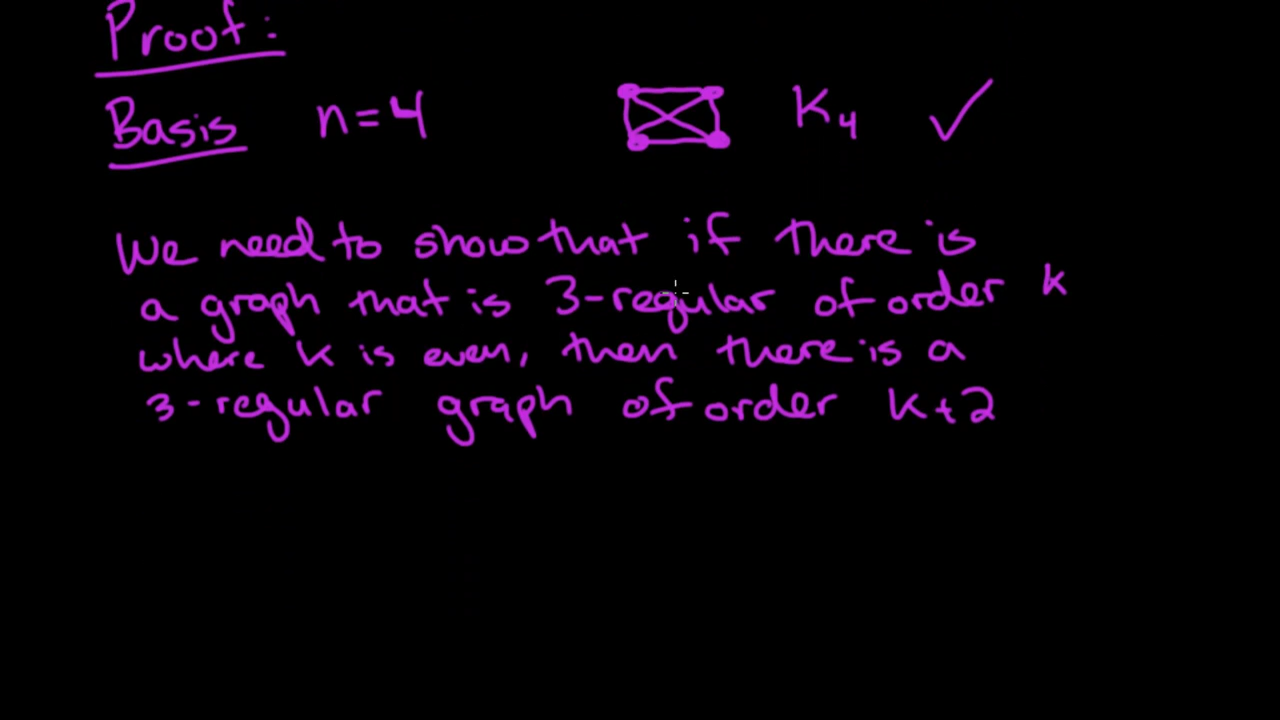 Proof:
Basis n=4 K4 ✓
We need to show that if there is
a graph that is 3-regular of order k
where k is even, then there is a
3-regular graph of order k+2